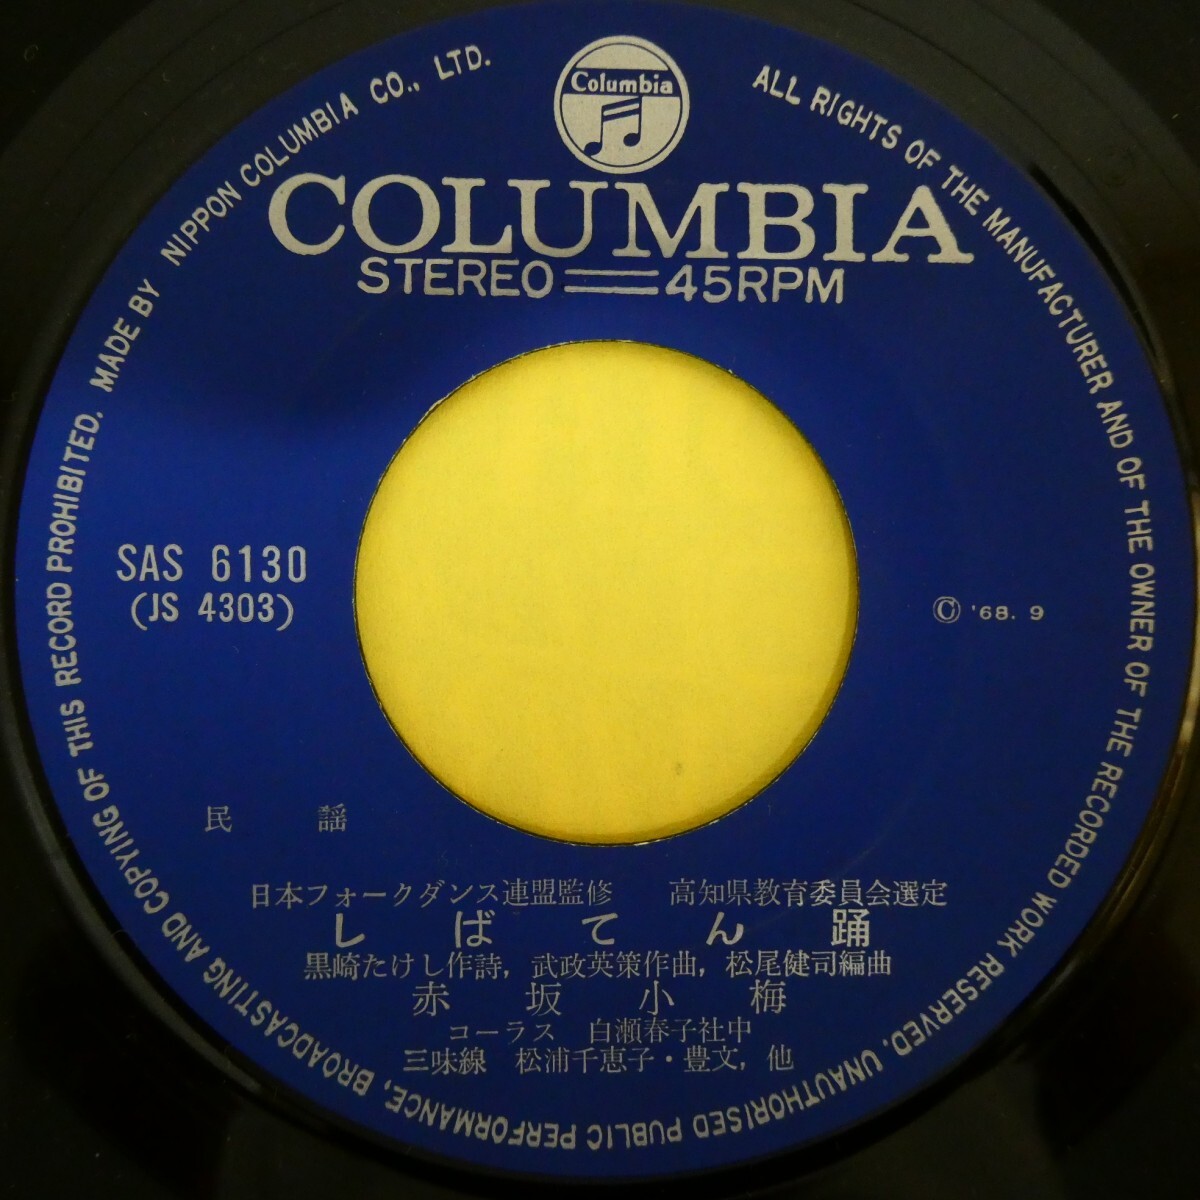 Columbia
COLUMBIA
STEREO 45RPM
SAS 6130
(JS 4303)
Ⓒ '68. 9
民謡
日本フォークダンス連盟監修 高知県教育委員会選定
しばてん踊
黒崎たけし作詩, 武政英策作曲, 松尾健司編曲
赤坂小梅
コーラス 白瀬春子社中
三味線 松浦千恵子・豊文, 他
ALL RIGHTS OF THE MANUFACTURER AND OF THE OWNER OF THE RECORDED WORK RESERVED. UNAUTHORISED PUBLIC PERFORMANCE, BROADCASTING AND COPYING OF THIS RECORD PROHIBITED. MADE BY NIPPON COLUMBIA CO., LTD.